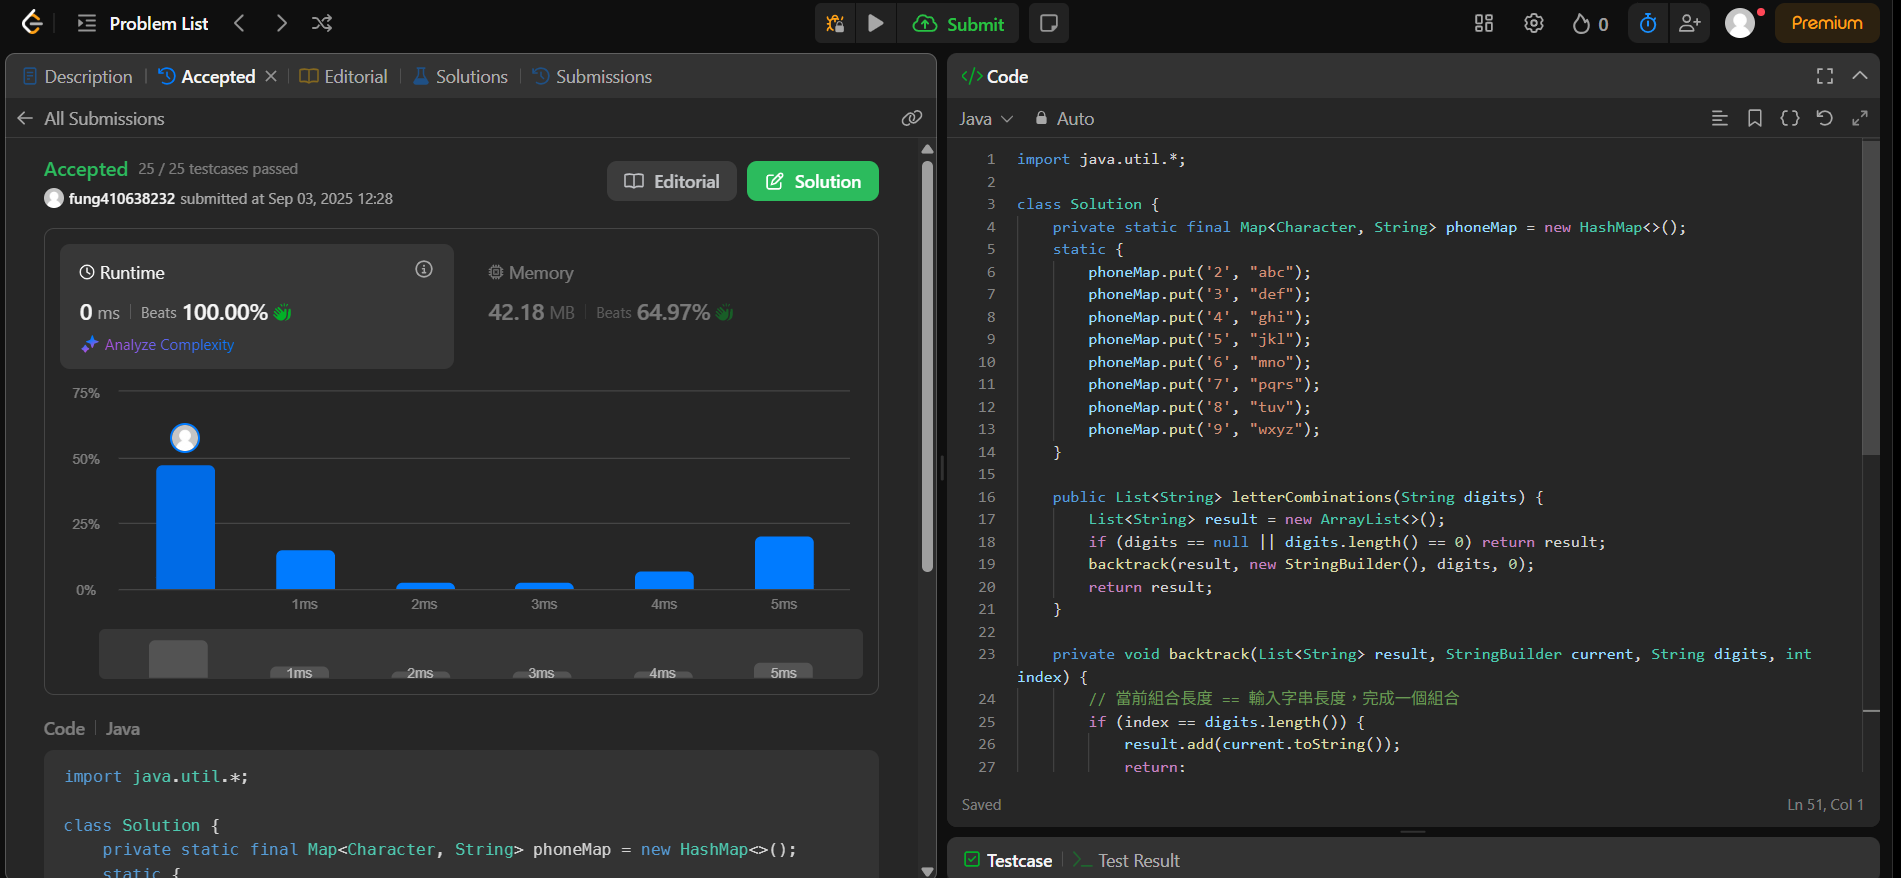 Problem List
Submit
0
Premium
Description
Accepted
Editorial
Solutions
Submissions
All Submissions
Accepted 25 / 25 testcases passed
fung410638232 submitted at Sep 03, 2025 12:28
Editorial
Solution
Runtime
0 ms
Beats 100.00%
Analyze Complexity
Memory
42.18 MB
Beats 64.97%
75%
50%
25%
0%
1ms
2ms
3ms
4ms
5ms
1ms
2ms
3ms
4ms
5ms
Code
Java
import java.util.*;
class Solution {
private static final Map<Character, String> phoneMap = new HashMap<>();
static {
</> Code
Java
Auto
1 import java.util.*;
2
3 class Solution {
4 private static final Map<Character, String> phoneMap = new HashMap<>();
5 static {
6 phoneMap.put('2', "abc");
7 phoneMap.put('3', "def");
8 phoneMap.put('4', "ghi");
9 phoneMap.put('5', "jkl");
10 phoneMap.put('6', "mno");
11 phoneMap.put('7', "pqrs");
12 phoneMap.put('8', "tuv");
13 phoneMap.put('9', "wxyz");
14 }
15
16 public List<String> letterCombinations(String digits) {
17 List<String> result = new ArrayList<>();
18 if (digits == null || digits.length() == 0) return result;
19 backtrack(result, new StringBuilder(), digits, 0);
20 return result;
21 }
22
23 private void backtrack(List<String> result, StringBuilder current, String digits, int
index) {
24 // 當前組合長度 == 輸入字串長度，完成一個組合
25 if (index == digits.length()) {
26 result.add(current.toString());
27 return;
Saved
Ln 51, Col 1
Testcase
>_ Test Result